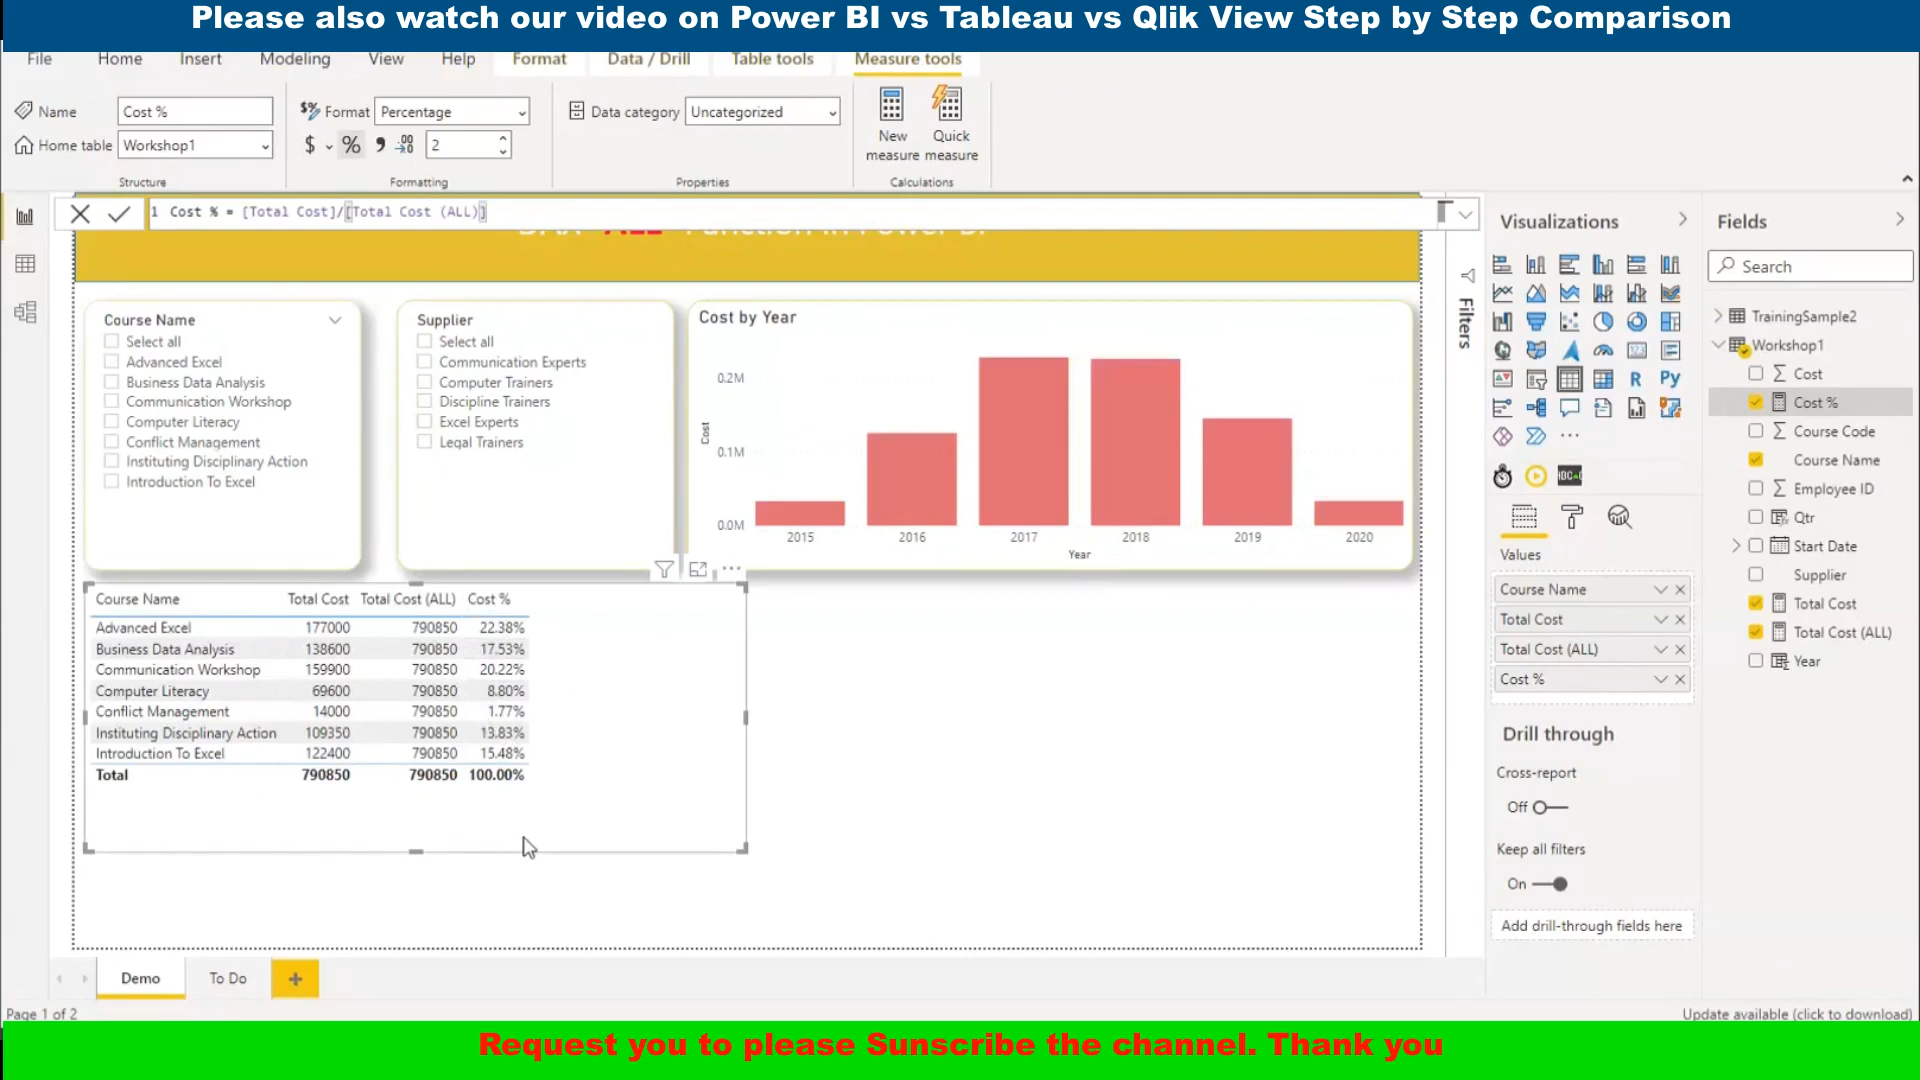 Please also watch our video on Power BI vs Tableau vs Qlik View Step by Step Comparison
File Home Insert Modeling View Help Format Data / Drill Table tools Measure tools
Name Cost % $% Format Percentage Data category Uncategorized
Home table Workshop1 $ % 2
New measure
Quick measure
Structure Formatting Properties Calculations
1 Cost % = [Total Cost]/[Total Cost (ALL)]
DAX "ALL" Function in Power BI
Course Name
Select all
Advanced Excel
Business Data Analysis
Communication Workshop
Computer Literacy
Conflict Management
Instituting Disciplinary Action
Introduction To Excel
Supplier
Select all
Communication Experts
Computer Trainers
Discipline Trainers
Excel Experts
Legal Trainers
Cost by Year
Cost
0.2M
0.1M
0.0M
2015 2016 2017 2018 2019 2020
Year
Course Name Total Cost Total Cost (ALL) Cost %
Advanced Excel 177000 790850 22.38%
Business Data Analysis 138600 790850 17.53%
Communication Workshop 159900 790850 20.22%
Computer Literacy 69600 790850 8.80%
Conflict Management 14000 790850 1.77%
Instituting Disciplinary Action 109350 790850 13.83%
Introduction To Excel 122400 790850 15.48%
Total 790850 790850 100.00%
Filters
Visualizations
R Py
Values
Course Name
Total Cost
Total Cost (ALL)
Cost %
Drill through
Cross-report
Off
Keep all filters
On
Add drill-through fields here
Fields
Search
TrainingSample2
Workshop1
Cost
Cost %
Course Code
Course Name
Employee ID
Qtr
Start Date
Supplier
Total Cost
Total Cost (ALL)
Year
Demo To Do +
Page 1 of 2
Update available (click to download)
Request you to please Sunscribe the channel. Thank you